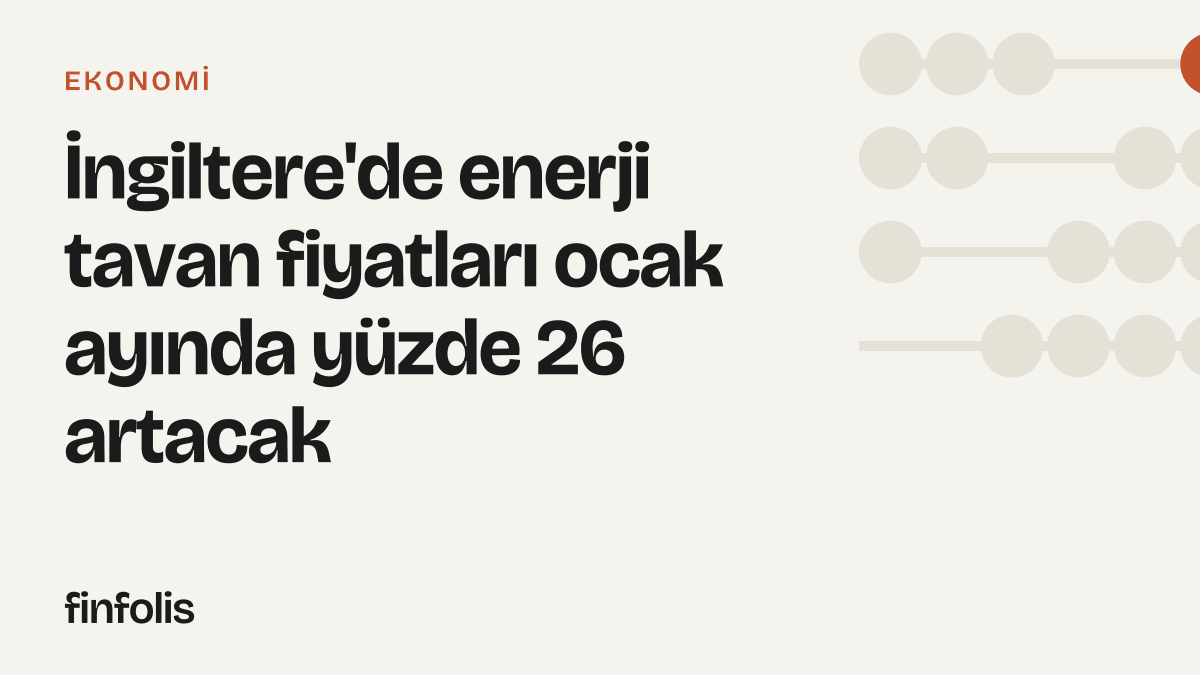 EKONOMİ
İngiltere'de enerji
tavan fiyatları ocak
ayında yüzde 26
artacak
finfolis